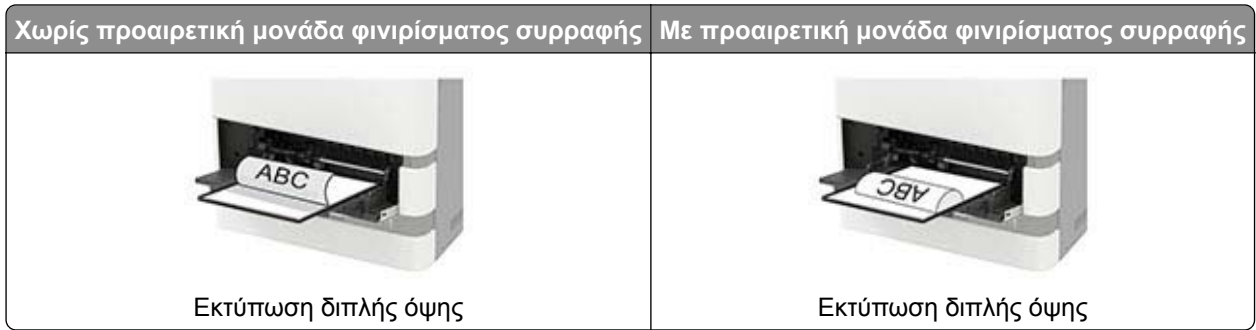 Χωρίς προαιρετική μονάδα φινιρίσματος συρραφής
Με προαιρετική μονάδα φινιρίσματος συρραφής
ABC
ABC
Εκτύπωση διπλής όψης
Εκτύπωση διπλής όψης